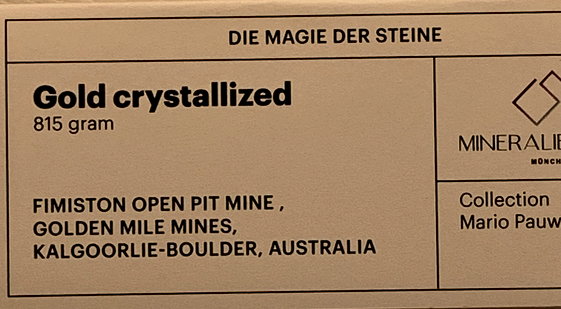 DIE MAGIE DER STEINE
Gold crystallized
815 gram
FIMISTON OPEN PIT MINE ,
GOLDEN MILE MINES,
KALGOORLIE-BOULDER, AUSTRALIA
Collection
Mario